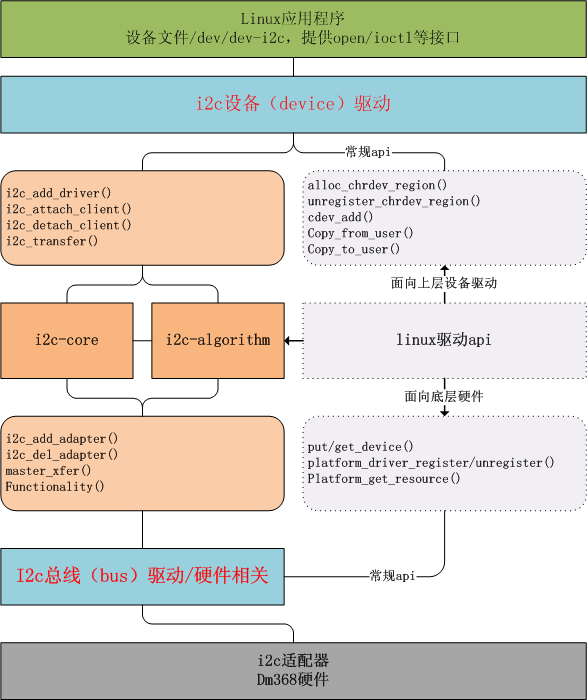 Linux应用程序
设备文件/dev/dev-i2c, 提供open/ioctl等接口
i2c设备（device）驱动
常规api
i2c_add_driver()
i2c_attach_client()
i2c_detach_client()
i2c_transfer()
alloc_chrdev_region()
unregister_chrdev_region()
cdev_add()
Copy_from_user()
Copy_to_user()
面向上层设备驱动
i2c-core
i2c-algorithm
linux驱动api
面向底层硬件
i2c_add_adapter()
i2c_del_adapter()
master_xfer()
Functionality()
put/get_device()
platform_driver_register/unregister()
Platform_get_resource()
I2c总线（bus）驱动/硬件相关
常规api
i2c适配器
Dm368硬件